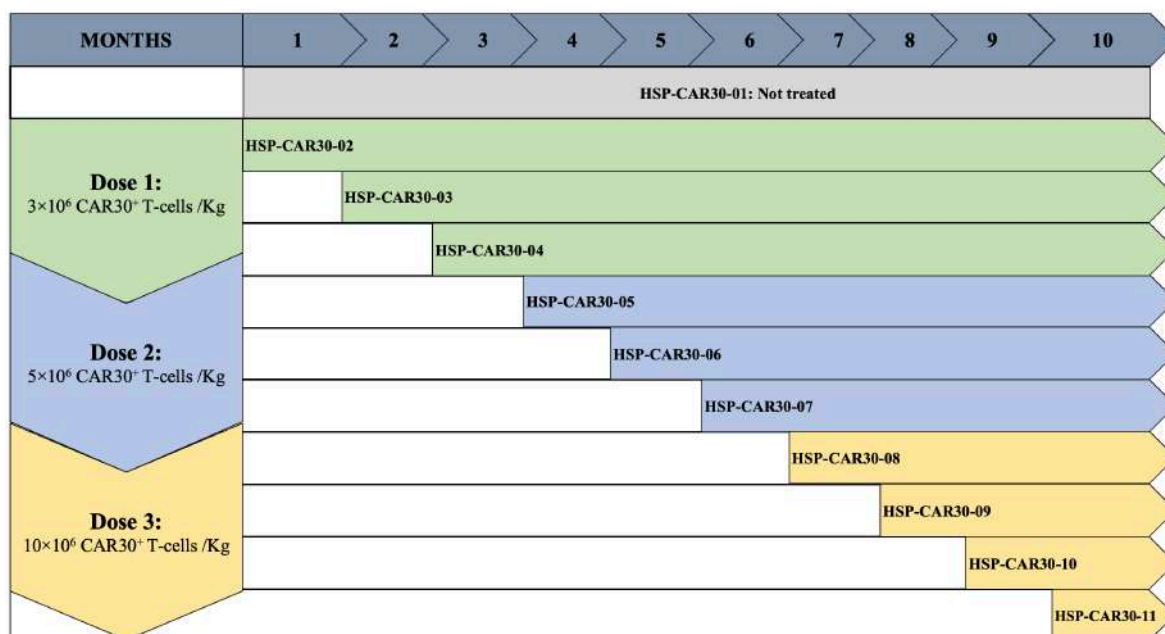 MONTHS 1 2 3 4 5 6 7 8 9 10
HSP-CAR30-01: Not treated
HSP-CAR30-02
Dose 1:
3×10⁶ CAR30⁺ T-cells /Kg
HSP-CAR30-03
HSP-CAR30-04
HSP-CAR30-05
Dose 2:
5×10⁶ CAR30⁺ T-cells /Kg
HSP-CAR30-06
HSP-CAR30-07
HSP-CAR30-08
Dose 3:
10×10⁶ CAR30⁺ T-cells /Kg
HSP-CAR30-09
HSP-CAR30-10
HSP-CAR30-11